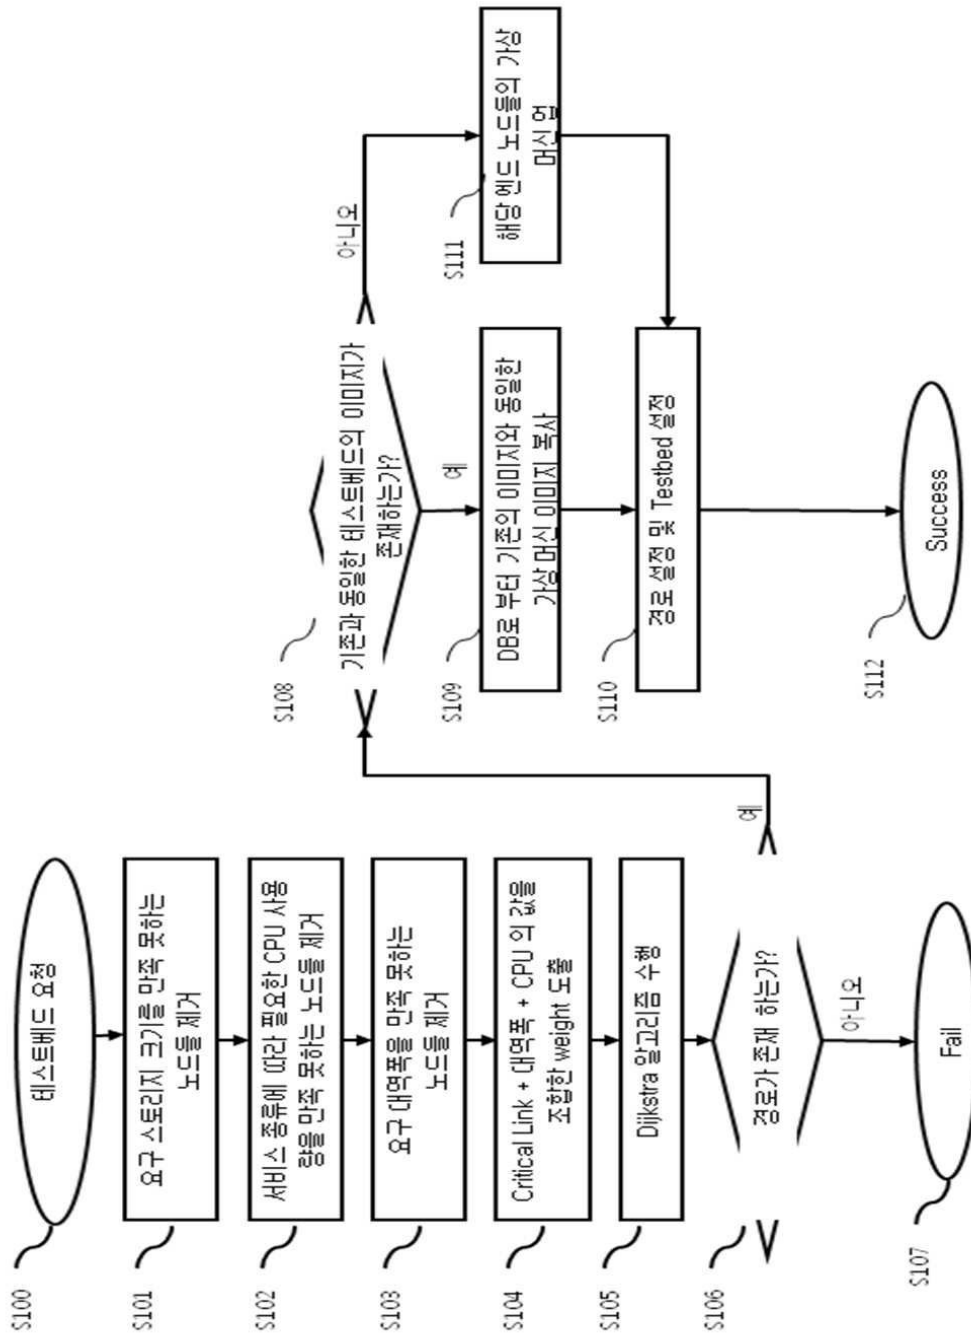 S100
테스트베드 요청
S101
요구 스토리지 크기를 만족 못하는
노드들 제거
S102
서비스 종류에 따라 필요한 CPU 사용
량을 만족 못하는 노드들 제거
S103
요구 대역폭을 만족 못하는
노드들 제거
S104
Critical Link + 대역폭 + CPU 의 값을
조합한 weight 도출
S105
Dijkstra 알고리즘 수행
S106
경로가 존재 하는가?
예
아니오
S107
Fail
S108
기존과 동일한 테스트베드의 이미지가
존재하는가?
아니오
예
S109
DB로 부터 기존의 이미지와 동일한
가상 머신 이미지 복사
S111
해당 엔드 노드들의 가상
머신 업
S110
경로 설정 및 Testbed 설정
S112
Success